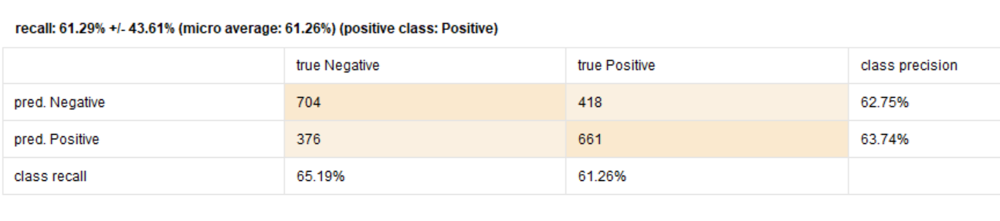 recall: 61.29% +/- 43.61% (micro average: 61.26%) (positive class: Positive)
true Negative true Positive class precision
pred. Negative 704 418 62.75%
pred. Positive 376 661 63.74%
class recall 65.19% 61.26%